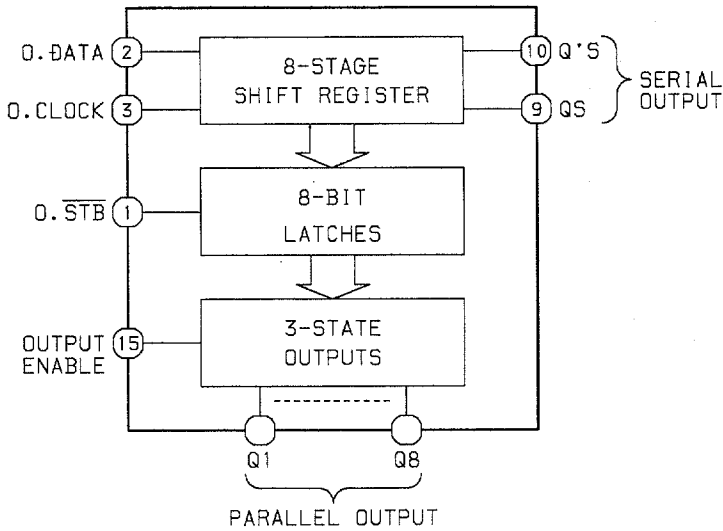 O.DATA 2 8-STAGE 10 Q'S
SHIFT REGISTER
SERIAL
OUTPUT
O.CLOCK 3 9 QS
8-BIT
LATCHES
O.STB 1
3-STATE
OUTPUTS
OUTPUT
ENABLE
15
Q1 Q8
PARALLEL OUTPUT